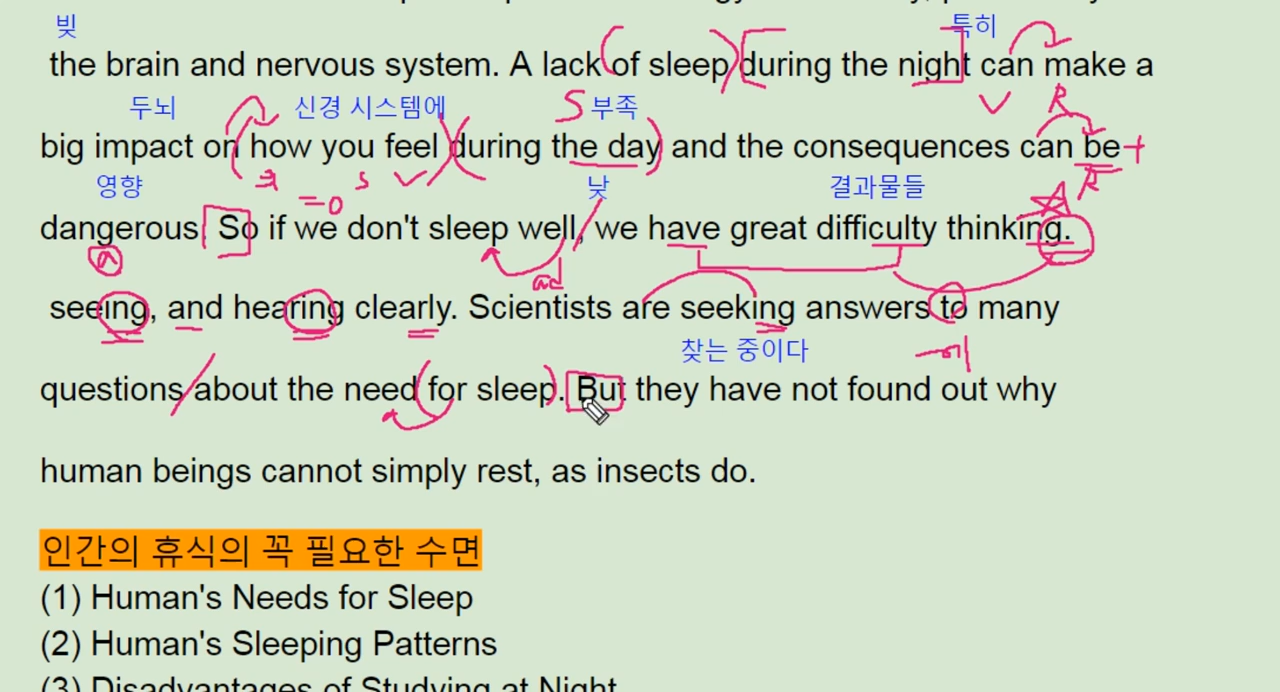 빚 특히
the brain and nervous system. A lack of sleep during the night can make a
두뇌 신경 시스템에 S 부족 V R
big impact on how you feel during the day and the consequences can be +
영향 S V 낮 결과물들 R
=0
dangerous. So if we don't sleep well, we have great difficulty thinking.
a ad
seeing, and hearing clearly. Scientists are seeking answers to many
찾는 중이다 ~에
questions about the need for sleep. But they have not found out why
human beings cannot simply rest, as insects do.
인간의 휴식의 꼭 필요한 수면
(1) Human's Needs for Sleep
(2) Human's Sleeping Patterns
(3) Disadvantages of Studying at Night